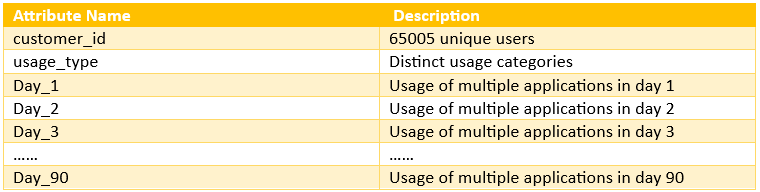 Attribute Name Description
customer_id 65005 unique users
usage_type Distinct usage categories
Day_1 Usage of multiple applications in day 1
Day_2 Usage of multiple applications in day 2
Day_3 Usage of multiple applications in day 3
...... ......
Day_90 Usage of multiple applications in day 90